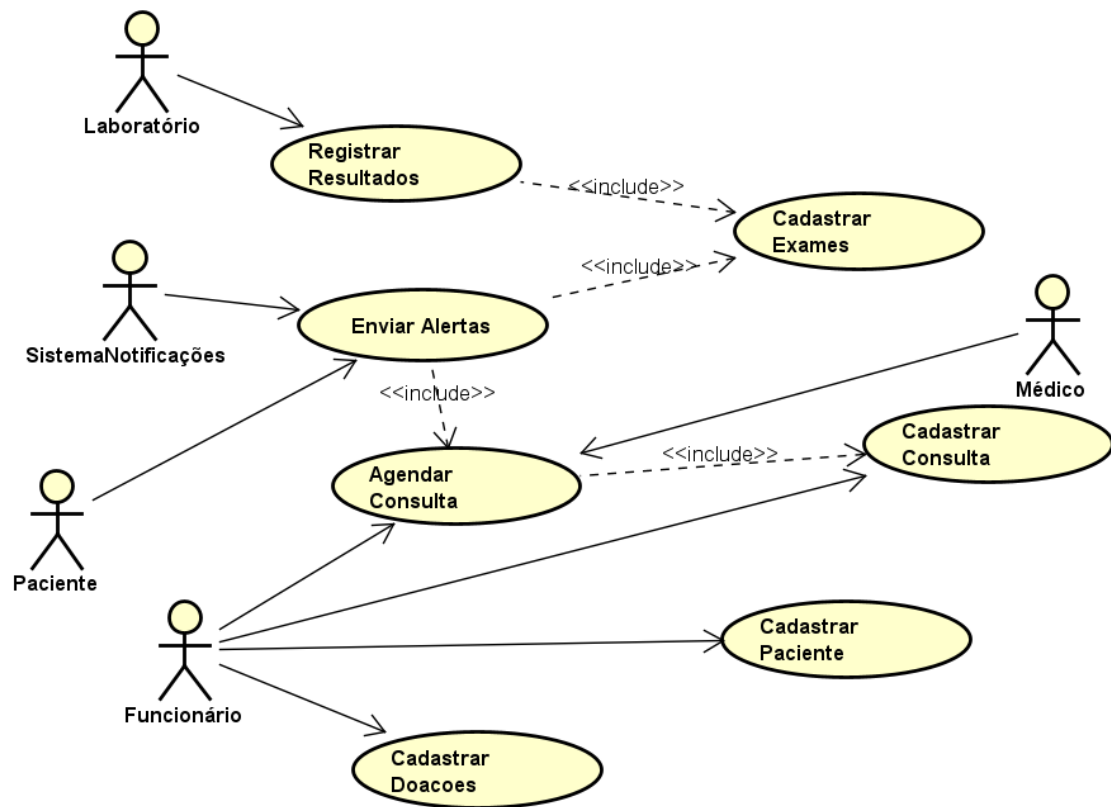 Laboratório
Registrar
Resultados
<<include>>
Cadastrar
Exames
<<include>>
SistemaNotificações
Enviar Alertas
Médico
<<include>>
Cadastrar
Consulta
<<include>>
Agendar
Consulta
Paciente
Cadastrar
Paciente
Funcionário
Cadastrar
Doacoes